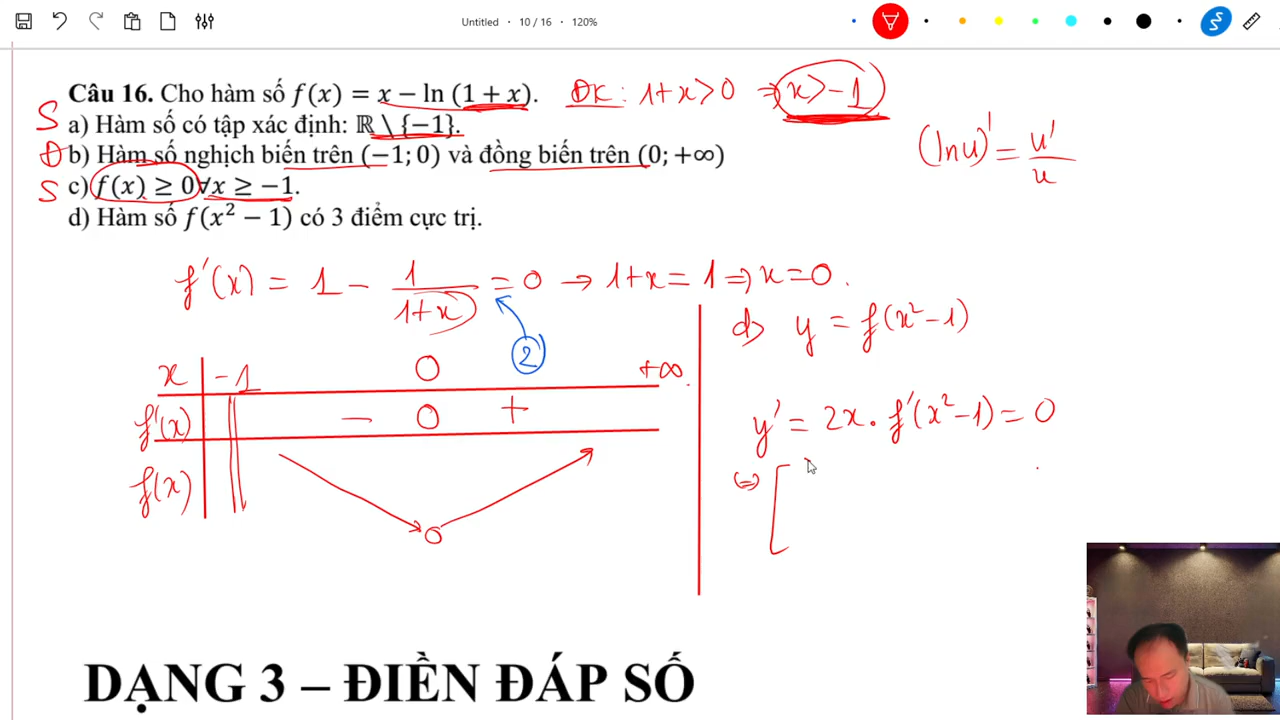 Untitled • 10 / 16 • 120%
Câu 16. Cho hàm số f(x) = x − ln (1 + x). ĐK: 1+x>0 ⇒ x>-1
S a) Hàm số có tập xác định: ℝ \ {−1}.
Đ b) Hàm số nghịch biến trên (−1; 0) và đồng biến trên (0; +∞)
(ln u)' = u'/u
S c) f(x) ≥ 0 ∀x ≥ −1.
d) Hàm số f(x² − 1) có 3 điểm cực trị.
f'(x) = 1 - 1/(1+x) = 0 → 1+x = 1 ⇒ x=0.
2
x -1 0 +∞
f'(x) - 0 +
f(x) 0
d) y = f(x²-1)
y' = 2x. f'(x²-1) = 0
(=) [
DẠNG 3 – ĐIỀN ĐÁP SỐ